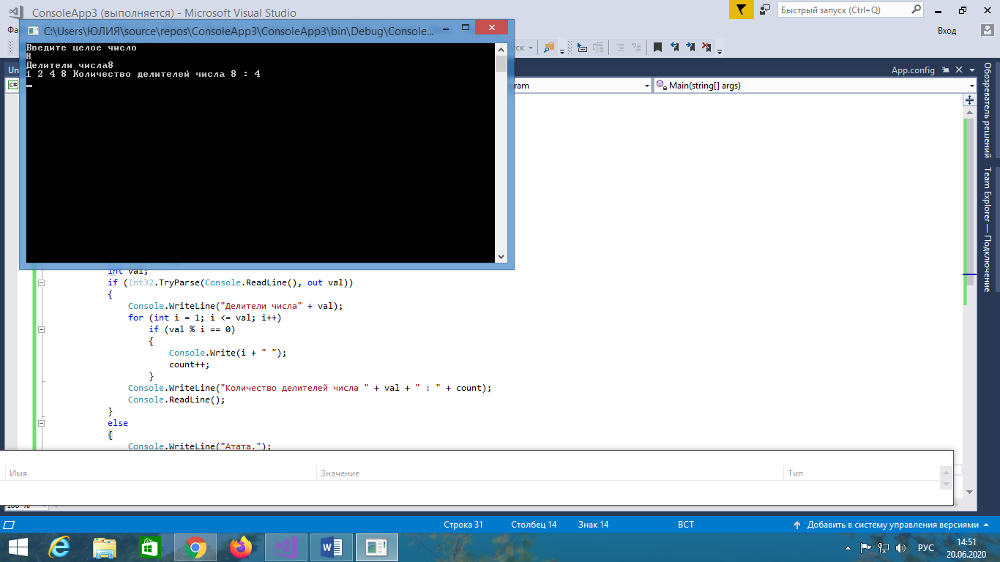 ConsoleApp3 (выполняется) - Microsoft Visual Studio
Быстрый запуск (Ctrl+Q)
C:\Users\ЮЛИЯ\source\repos\ConsoleApp3\ConsoleApp3\bin\Debug\Console...
Вход
Введите целое число
8
Делители числа8
1 2 4 8 Количество делителей числа 8 : 4
App.config
C#
Main(string[] args)
Обозреватель решений
Team Explorer — Подключение
int val;
if (Int32.TryParse(Console.ReadLine(), out val))
{
Console.WriteLine("Делители числа" + val);
for (int i = 1; i <= val; i++)
if (val % i == 0)
{
Console.Write(i + " ");
count++;
}
Console.WriteLine("Количество делителей числа " + val + " : " + count);
Console.ReadLine();
}
else
{
Console.WriteLine("Атата.");
Имя Значение Тип
100 %
Строка 31 Столбец 14 Знак 14 ВСТ Добавить в систему управления версиями
РУС
14:51
20.06.2020